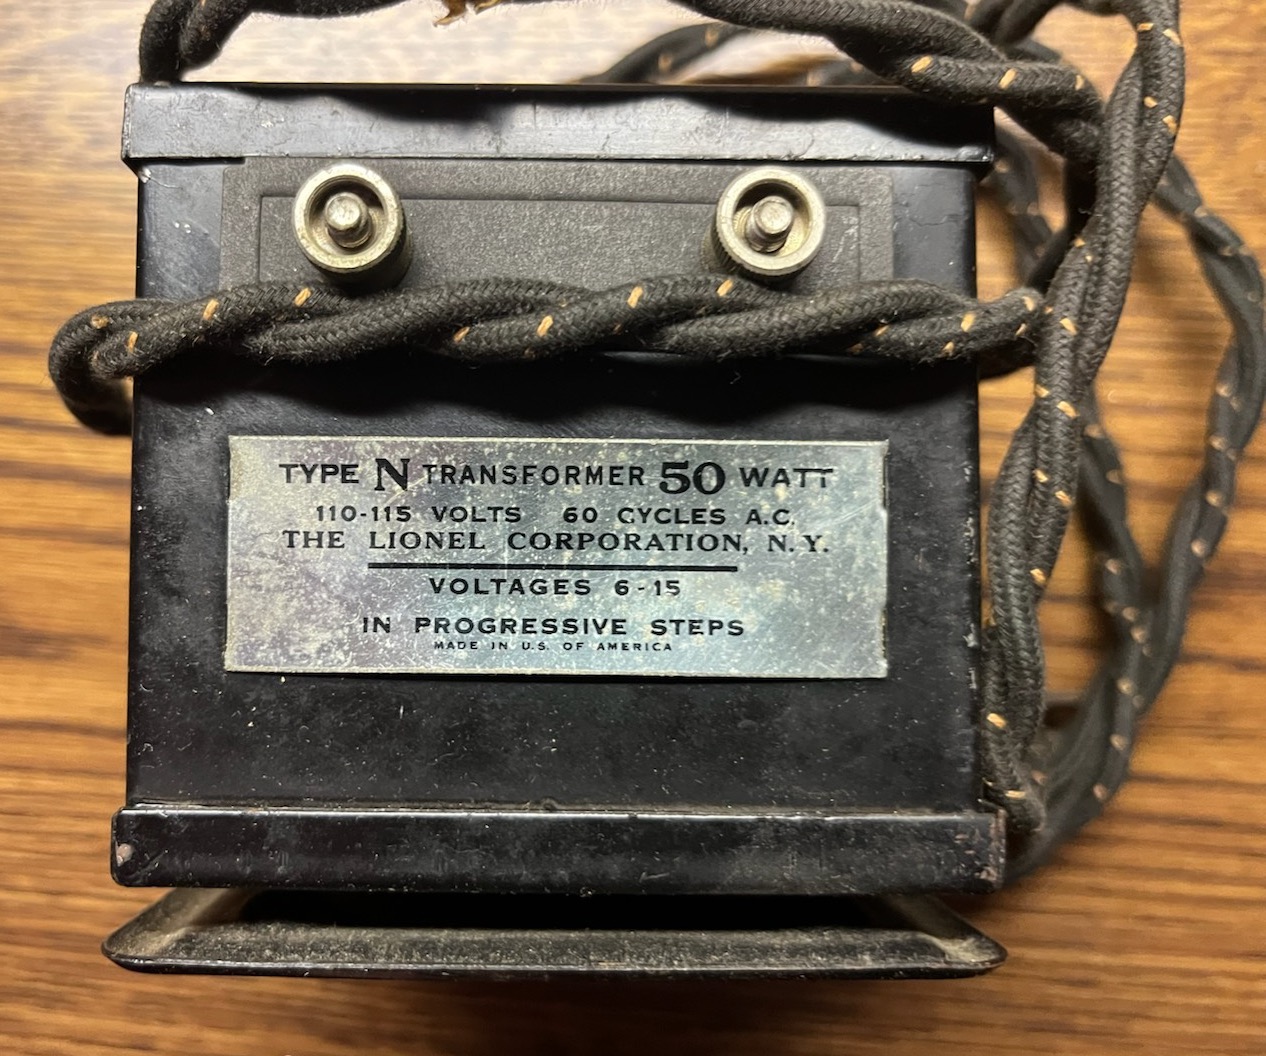 TYPE N TRANSFORMER 50 WATT
110-115 VOLTS 60 CYCLES A.C.
THE LIONEL CORPORATION, N.Y.
VOLTAGES 6-15
IN PROGRESSIVE STEPS
MADE IN U.S. OF AMERICA